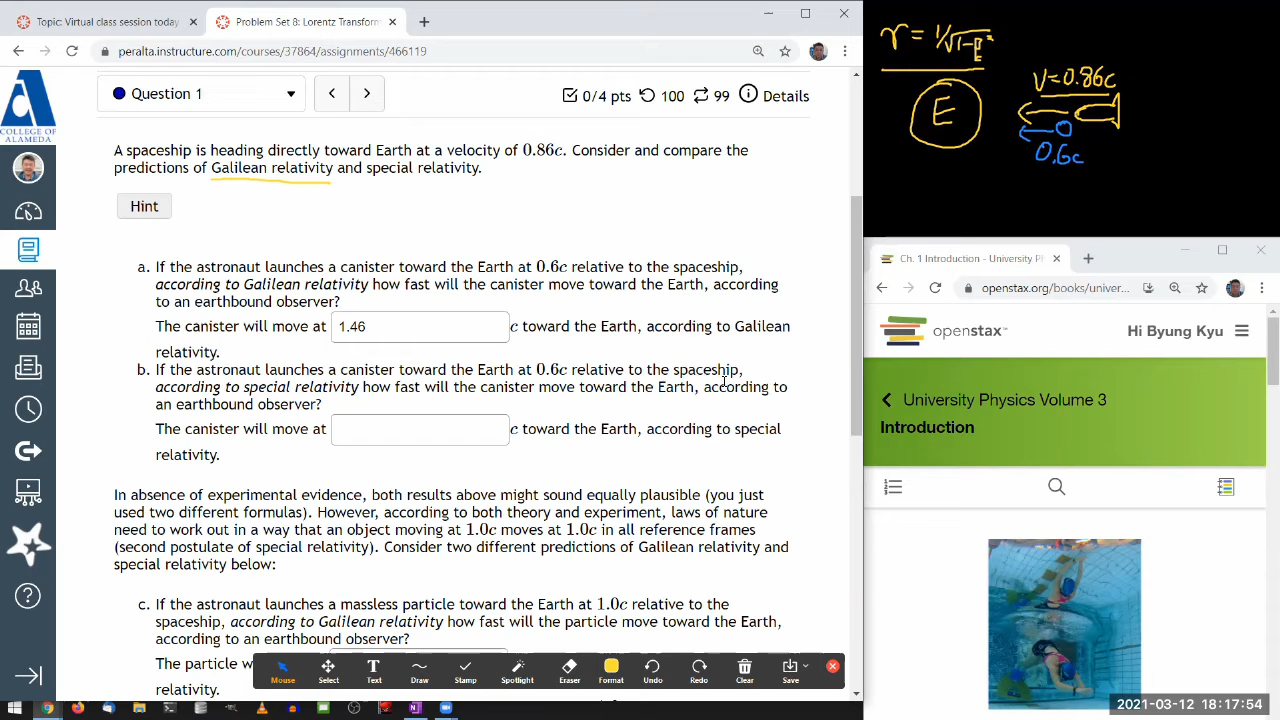 Topic: Virtual class session today
Problem Set 8: Lorentz Transform
peralta.instructure.com/course/37864/assignments/466119
COLLEGE OF
ALAMEDA
Question 1
0/4 pts 100 99 Details
A spaceship is heading directly toward Earth at a velocity of 0.86c. Consider and compare the
predictions of Galilean relativity and special relativity.
Hint
a. If the astronaut launches a canister toward the Earth at 0.6c relative to the spaceship,
according to Galilean relativity how fast will the canister move toward the Earth, according
to an earthbound observer?
The canister will move at 1.46 c toward the Earth, according to Galilean
relativity.
b. If the astronaut launches a canister toward the Earth at 0.6c relative to the spaceship,
according to special relativity how fast will the canister move toward the Earth, according to
an earthbound observer?
The canister will move at c toward the Earth, according to special
relativity.
In absence of experimental evidence, both results above might sound equally plausible (you just
used two different formulas). However, according to both theory and experiment, laws of nature
need to work out in a way that an object moving at 1.0c moves at 1.0c in all reference frames
(second postulate of special relativity). Consider two different predictions of Galilean relativity and
special relativity below:
c. If the astronaut launches a massless particle toward the Earth at 1.0c relative to the
spaceship, according to Galilean relativity how fast will the particle move toward the Earth,
according to an earthbound observer?
The particle w
relativity.
Mouse Select Text Draw Stamp Spotlight Eraser Format Undo Redo Clear Save
E
V=0.86c
0.6c
Ch. 1 Introduction - University P
openstax.org/books/univer...
openstax™
Hi Byung Kyu
University Physics Volume 3
Introduction
2021-03-12 18:17:54